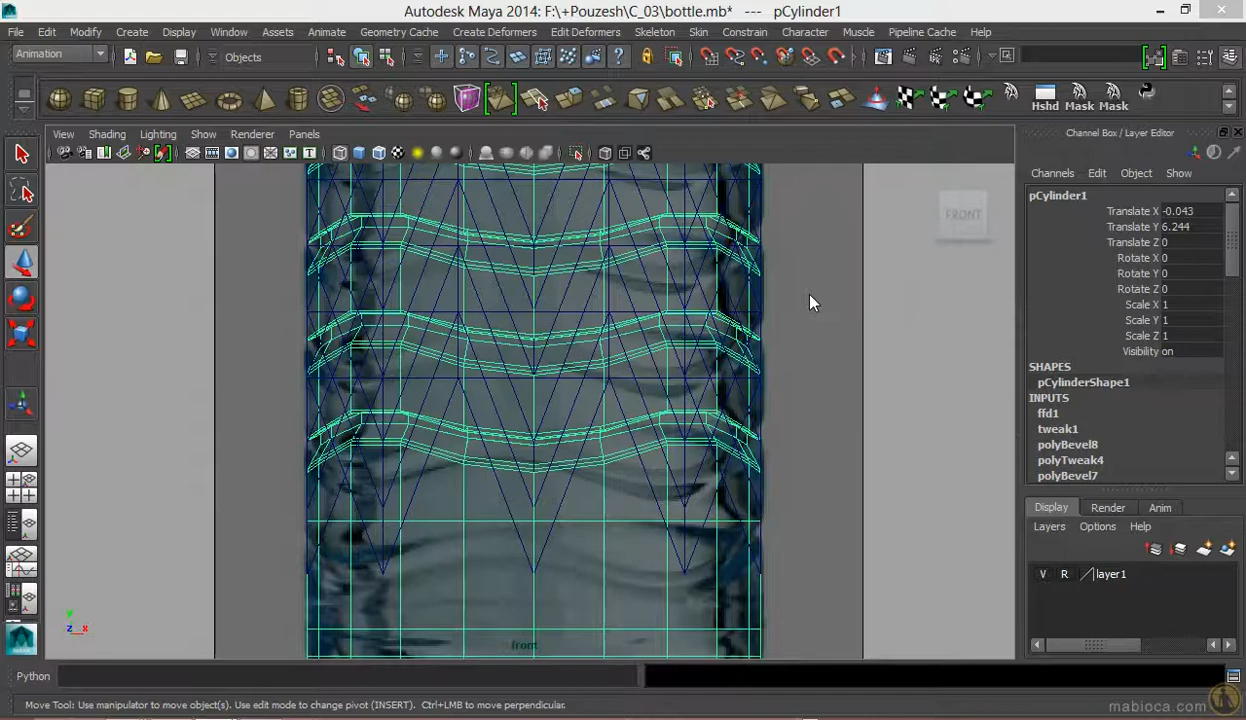 Autodesk Maya 2014: F:\+Pouzesh\C_03\bottle.mb*   ---   pCylinder1
File Edit Modify Create Display Window Assets Animate Geometry Cache Create Deformers Edit Deformers Skeleton Skin Constrain Character Muscle Pipeline Cache Help
Animation Objects
Hshd Mask Mask
View Shading Lighting Show Renderer Panels
Channel Box / Layer Editor
Channels Edit Object Show
pCylinder1
Translate X -0.043
Translate Y 6.244
Translate Z 0
Rotate X 0
Rotate Y 0
Rotate Z 0
Scale X 1
Scale Y 1
Scale Z 1
Visibility on
SHAPES
pCylinderShape1
INPUTS
ffd1
tweak1
polyBevel8
polyTweak4
polyBevel7
Display Render Anim
Layers Options Help
V R layer1
FRONT
y
z x
front
Python
Move Tool: Use manipulator to move object(s). Use edit mode to change pivot (INSERT). Ctrl+LMB to move perpendicular.
mabioca.com